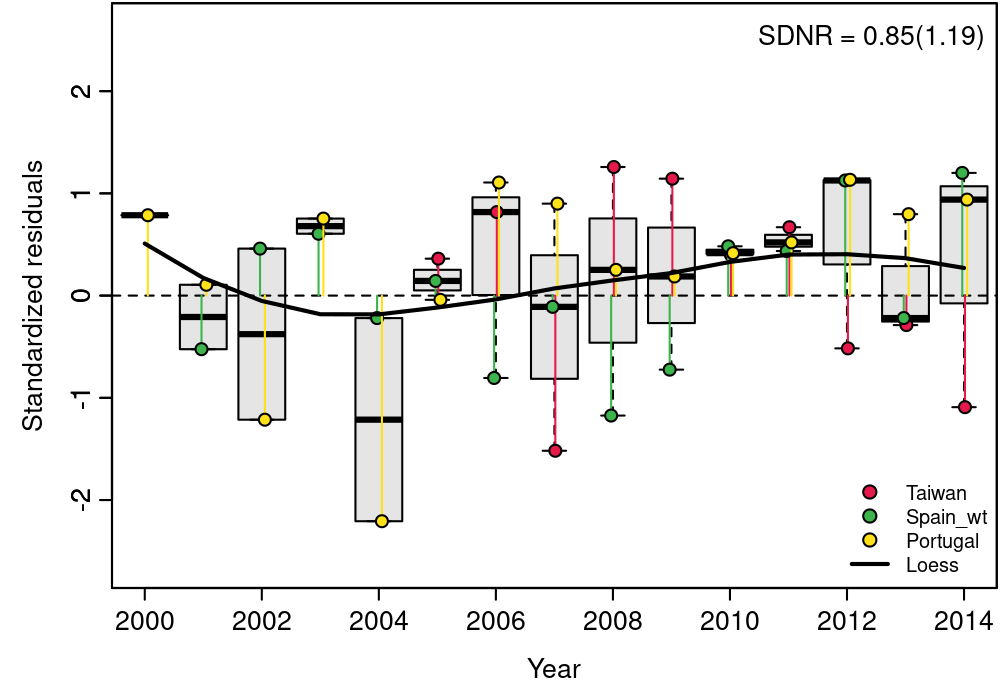 SDNR = 0.85(1.19)
Standardized residuals
2
1
0
-1
-2
Taiwan
Spain_wt
Portugal
Loess
2000 2002 2004 2006 2008 2010 2012 2014
Year